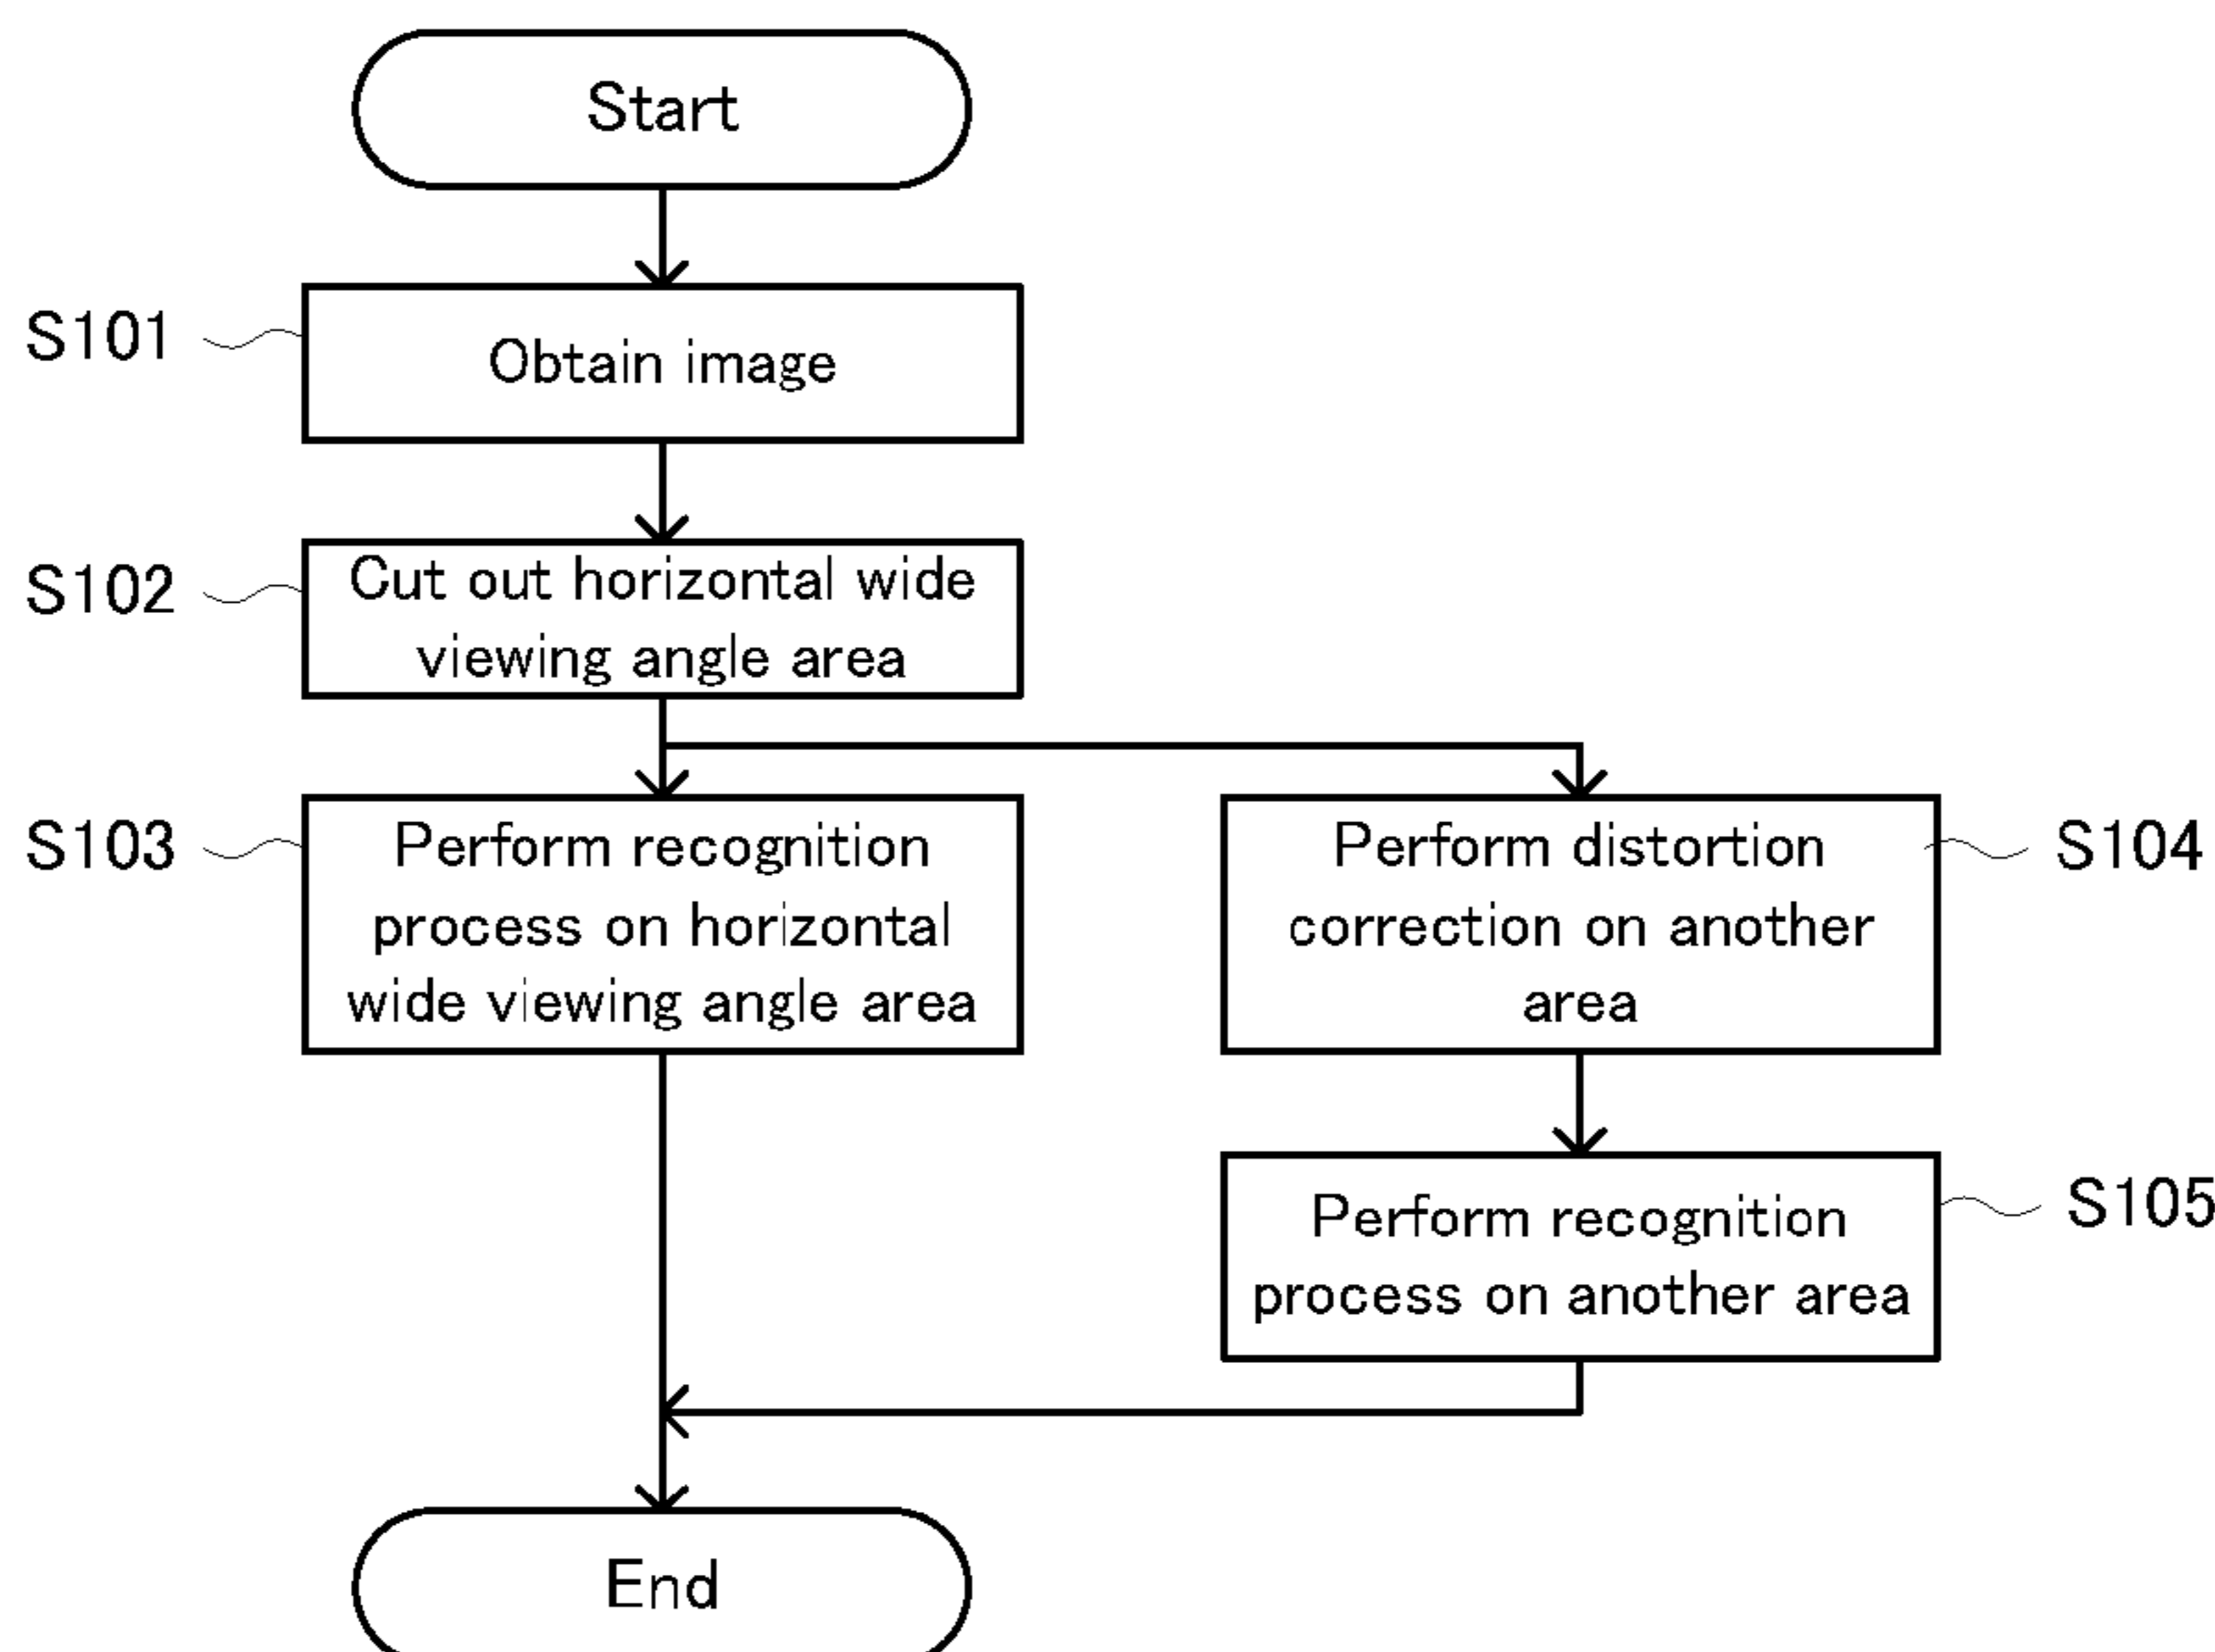 Start
S101
Obtain image
S102
Cut out horizontal wide
viewing angle area
S103
Perform recognition
process on horizontal
wide viewing angle area
Perform distortion
correction on another
area
S104
Perform recognition
process on another area
S105
End